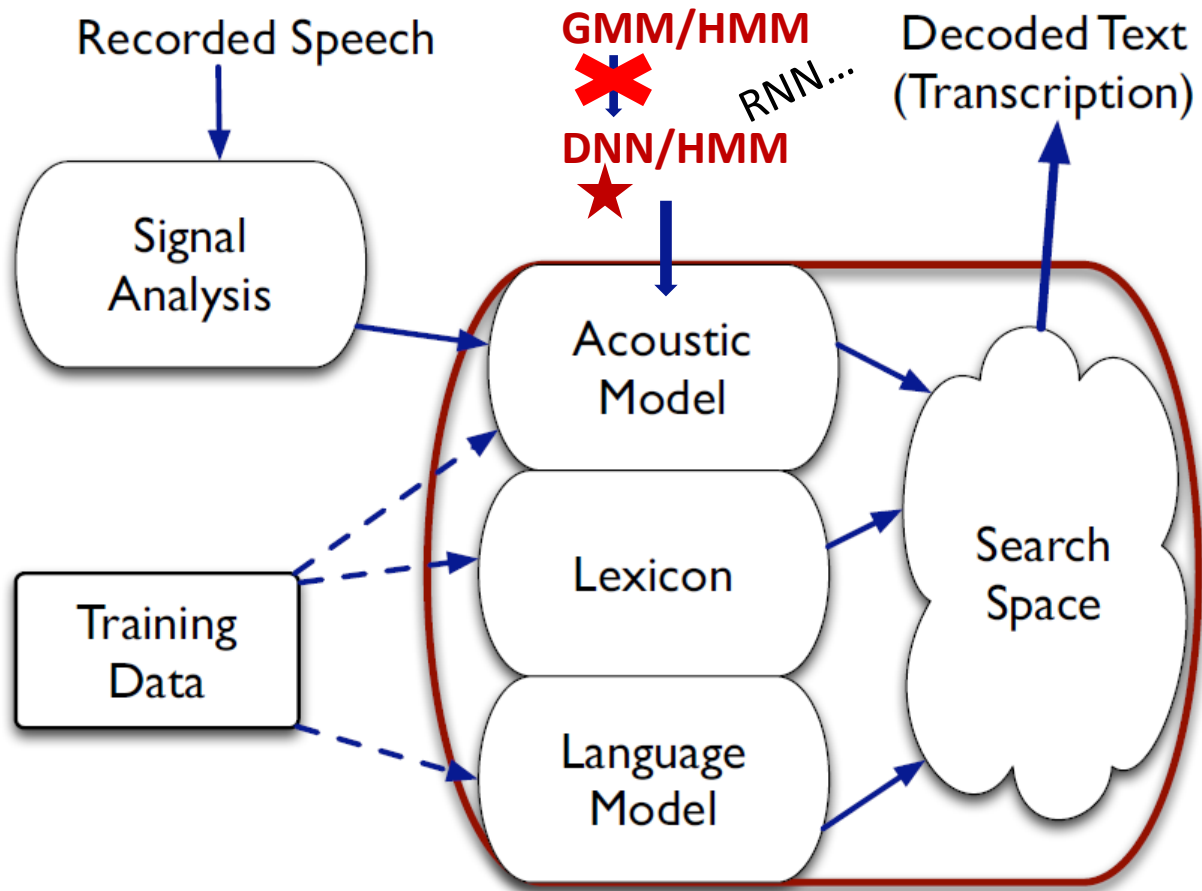 Recorded Speech
GMM/HMM
RNN...
DNN/HMM
Decoded Text
(Transcription)
Signal
Analysis
Acoustic
Model
Lexicon
Search
Space
Training
Data
Language
Model